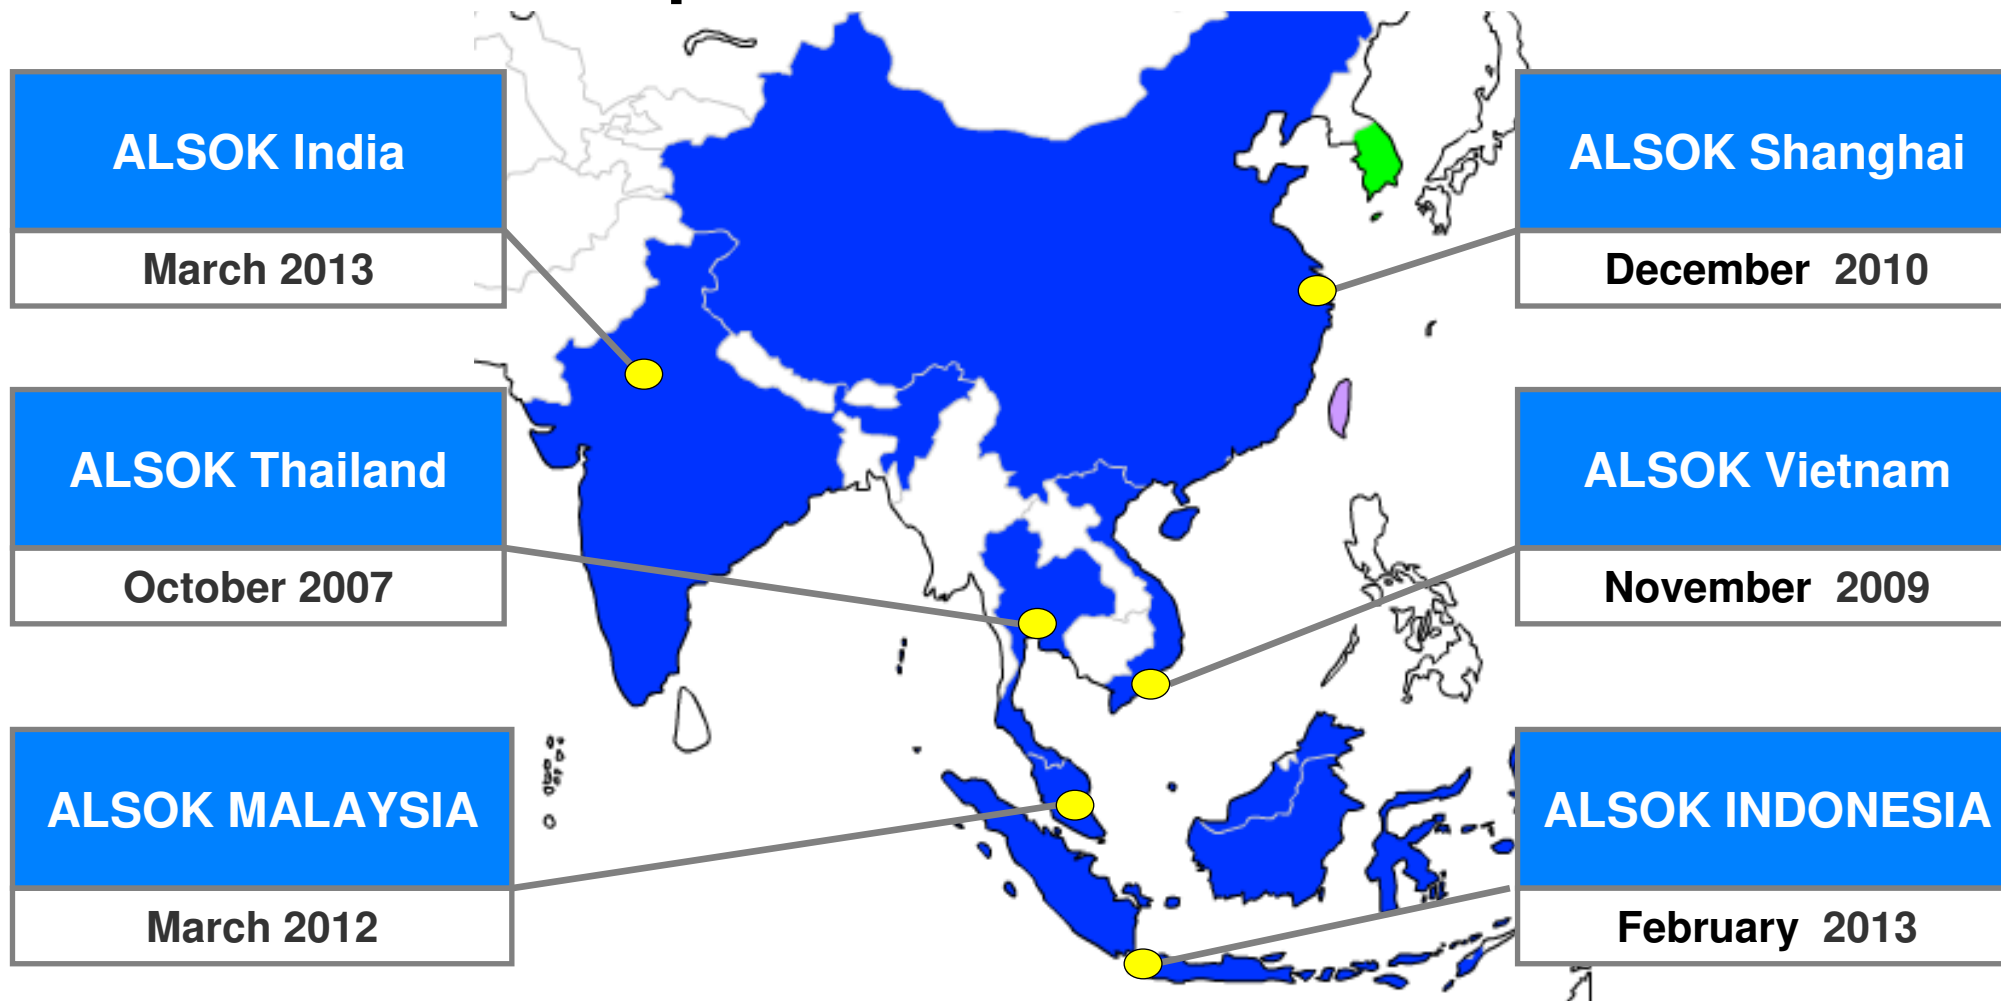 ALSOK India
March 2013
ALSOK Shanghai
December 2010
ALSOK Thailand
October 2007
ALSOK Vietnam
November 2009
ALSOK MALAYSIA
March 2012
ALSOK INDONESIA
February 2013